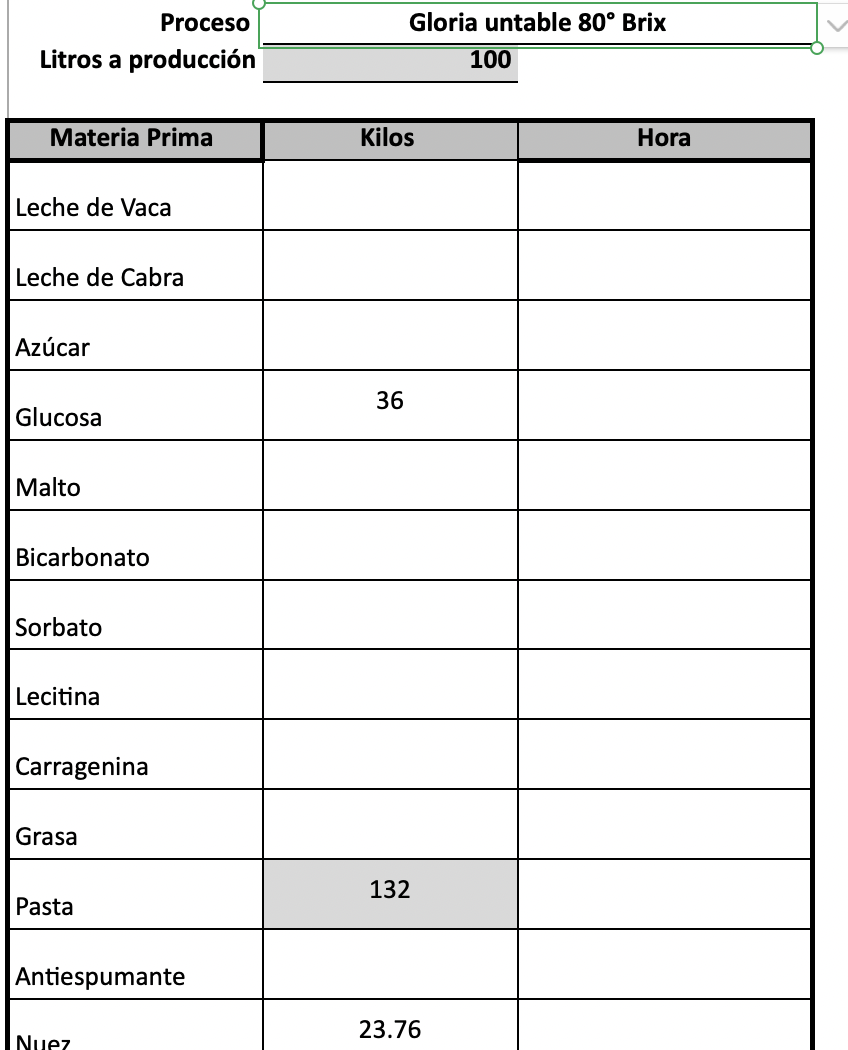 Proceso Gloria untable 80° Brix
Litros a producción 100
Materia Prima Kilos Hora
Leche de Vaca
Leche de Cabra
Azúcar
Glucosa 36
Malto
Bicarbonato
Sorbato
Lecitina
Carragenina
Grasa
Pasta 132
Antiespumante
Nuez 23.76